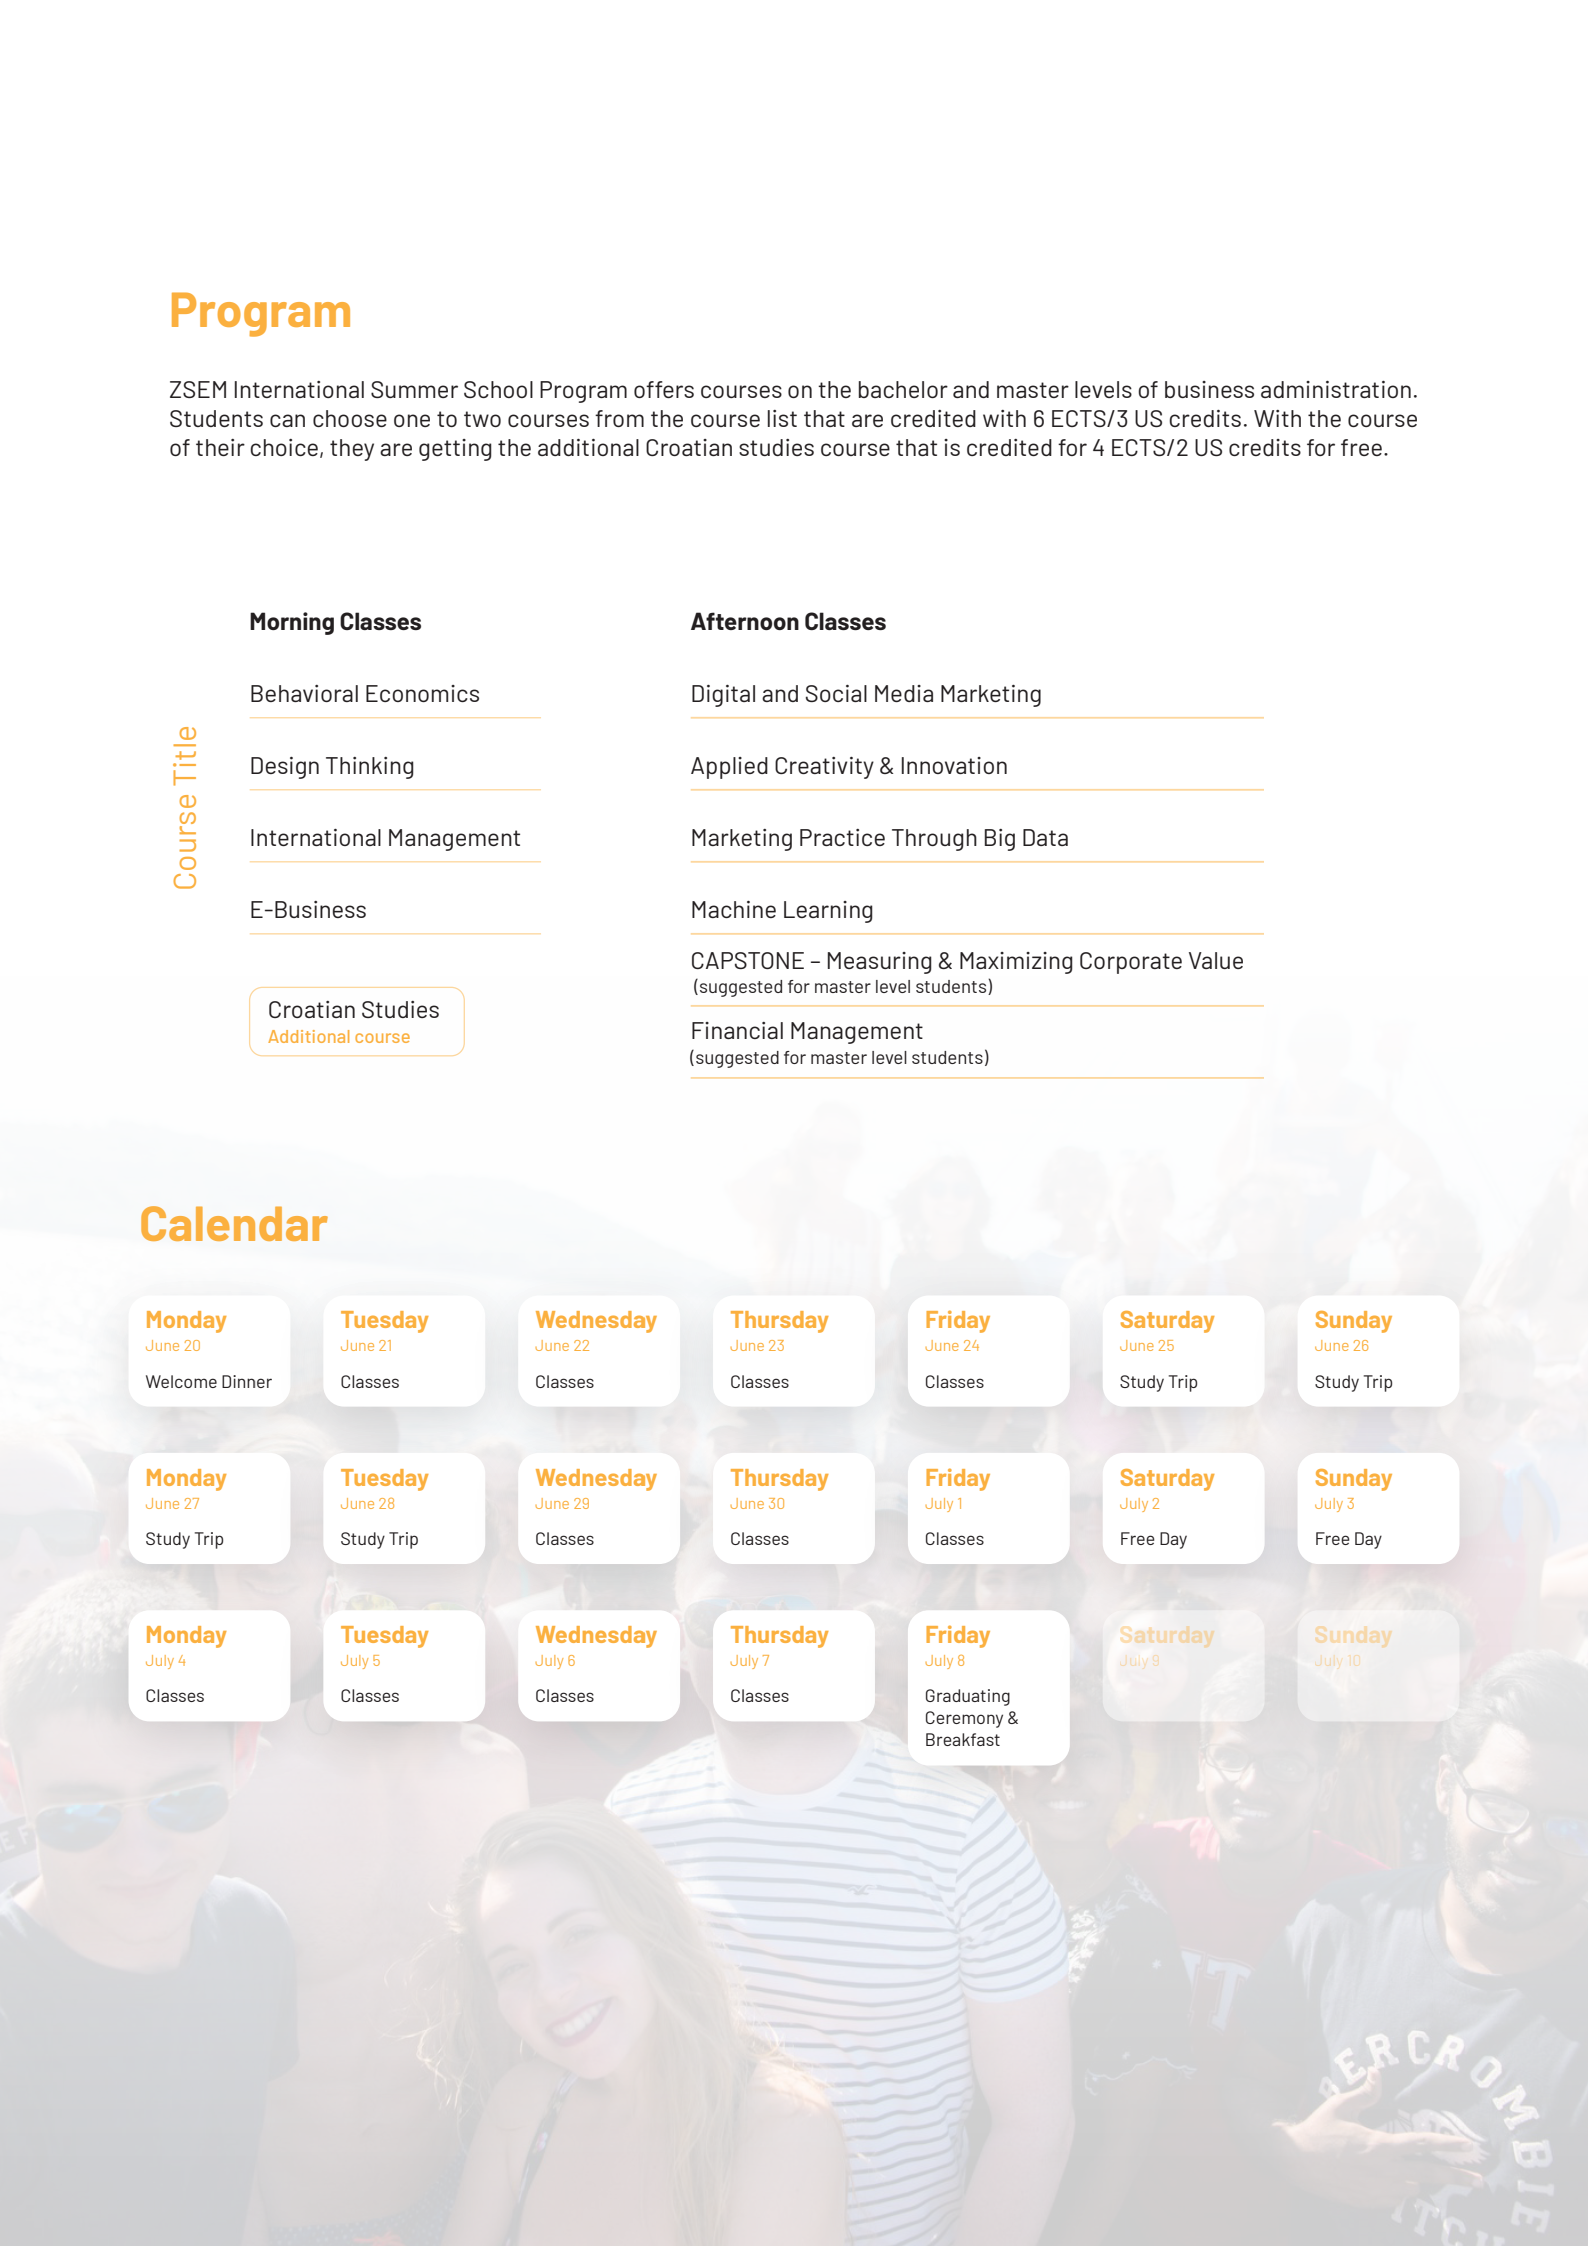 Program
ZSEM International Summer School Program offers courses on the bachelor and master levels of business administration.
Students can choose one to two courses from the course list that are credited with 6 ECTS/3 US credits. With the course
of their choice, they are getting the additional Croatian studies course that is credited for 4 ECTS/2 US credits for free.
Course Title
Morning Classes
Behavioral Economics
Design Thinking
International Management
E-Business
Croatian Studies
Additional course
Afternoon Classes
Digital and Social Media Marketing
Applied Creativity & Innovation
Marketing Practice Through Big Data
Machine Learning
CAPSTONE – Measuring & Maximizing Corporate Value
(suggested for master level students)
Financial Management
(suggested for master level students)
Calendar
Monday
June 20
Welcome Dinner
Tuesday
June 21
Classes
Wednesday
June 22
Classes
Thursday
June 23
Classes
Friday
June 24
Classes
Saturday
June 25
Study Trip
Sunday
June 26
Study Trip
Monday
June 27
Study Trip
Tuesday
June 28
Study Trip
Wednesday
June 29
Classes
Thursday
June 30
Classes
Friday
July 1
Classes
Saturday
July 2
Free Day
Sunday
July 3
Free Day
Monday
July 4
Classes
Tuesday
July 5
Classes
Wednesday
July 6
Classes
Thursday
July 7
Classes
Friday
July 8
Graduating
Ceremony &
Breakfast
Saturday
July 9
Sunday
July 10